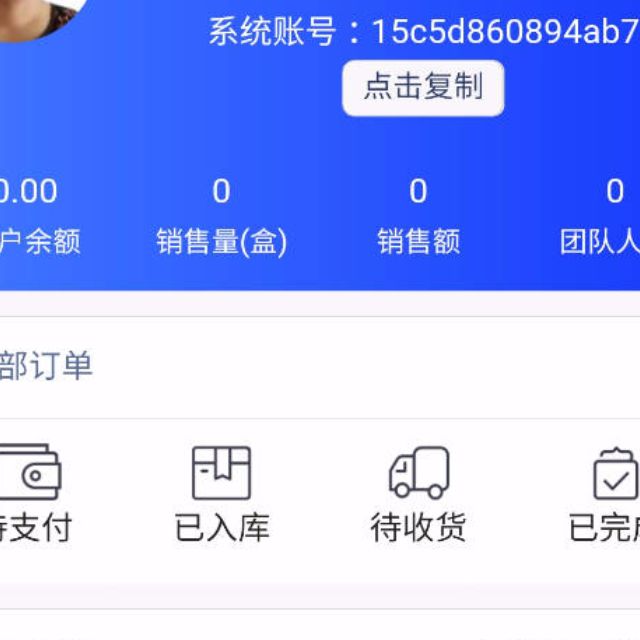 系统账号：15c5d860894ab7
点击复制
0.00 0 0 0
户余额 销售量(盒) 销售额 团队人
部订单
待支付 已入库 待收货 已完成